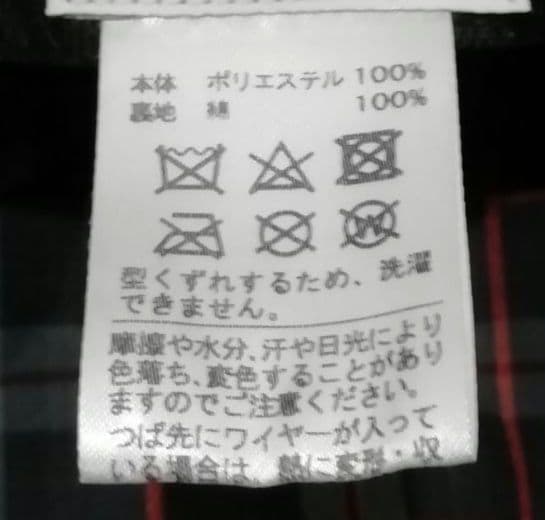 本体 ポリエステル 100%
裏地 綿 100%
W
型くずれするため、洗濯
できません。
摩擦や水分、汗や日光により
色落ち、変色することがあり
ますのでご注意ください。
つば先にワイヤーが入って
いる場合は、熱に変形・収